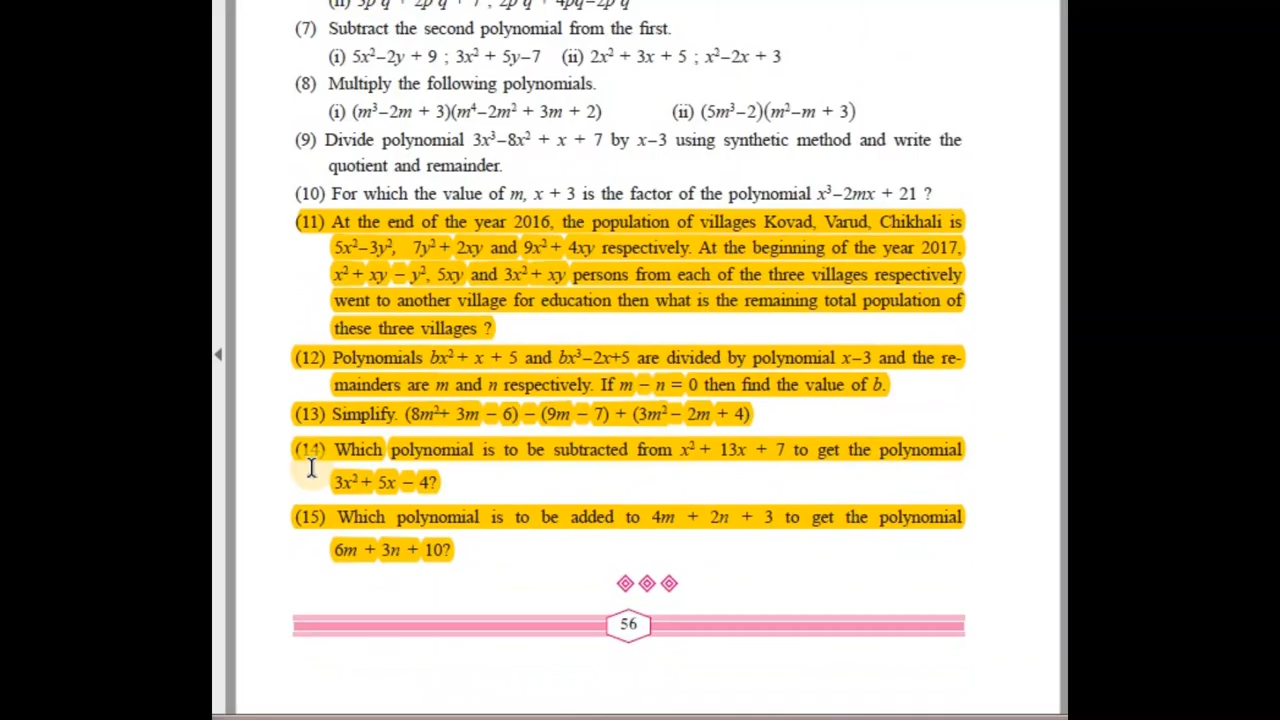 (7) Subtract the second polynomial from the first.
(i) 5x²–2y + 9 ; 3x² + 5y–7 (ii) 2x² + 3x + 5 ; x²–2x + 3
(8) Multiply the following polynomials.
(i) (m³–2m + 3)(m⁴–2m² + 3m + 2) (ii) (5m³–2)(m²–m + 3)
(9) Divide polynomial 3x³–8x² + x + 7 by x–3 using synthetic method and write the
quotient and remainder.
(10) For which the value of m, x + 3 is the factor of the polynomial x³–2mx + 21 ?
(11) At the end of the year 2016, the population of villages Kovad, Varud, Chikhali is
5x²–3y², 7y² + 2xy and 9x² + 4xy respectively. At the beginning of the year 2017,
x² + xy – y², 5xy and 3x² + xy persons from each of the three villages respectively
went to another village for education then what is the remaining total population of
these three villages ?
(12) Polynomials bx² + x + 5 and bx³–2x+5 are divided by polynomial x–3 and the re-
mainders are m and n respectively. If m – n = 0 then find the value of b.
(13) Simplify. (8m²+ 3m – 6) – (9m – 7) + (3m² – 2m + 4)
(14) Which polynomial is to be subtracted from x² + 13x + 7 to get the polynomial
3x² + 5x – 4?
(15) Which polynomial is to be added to 4m + 2n + 3 to get the polynomial
6m + 3n + 10?
56